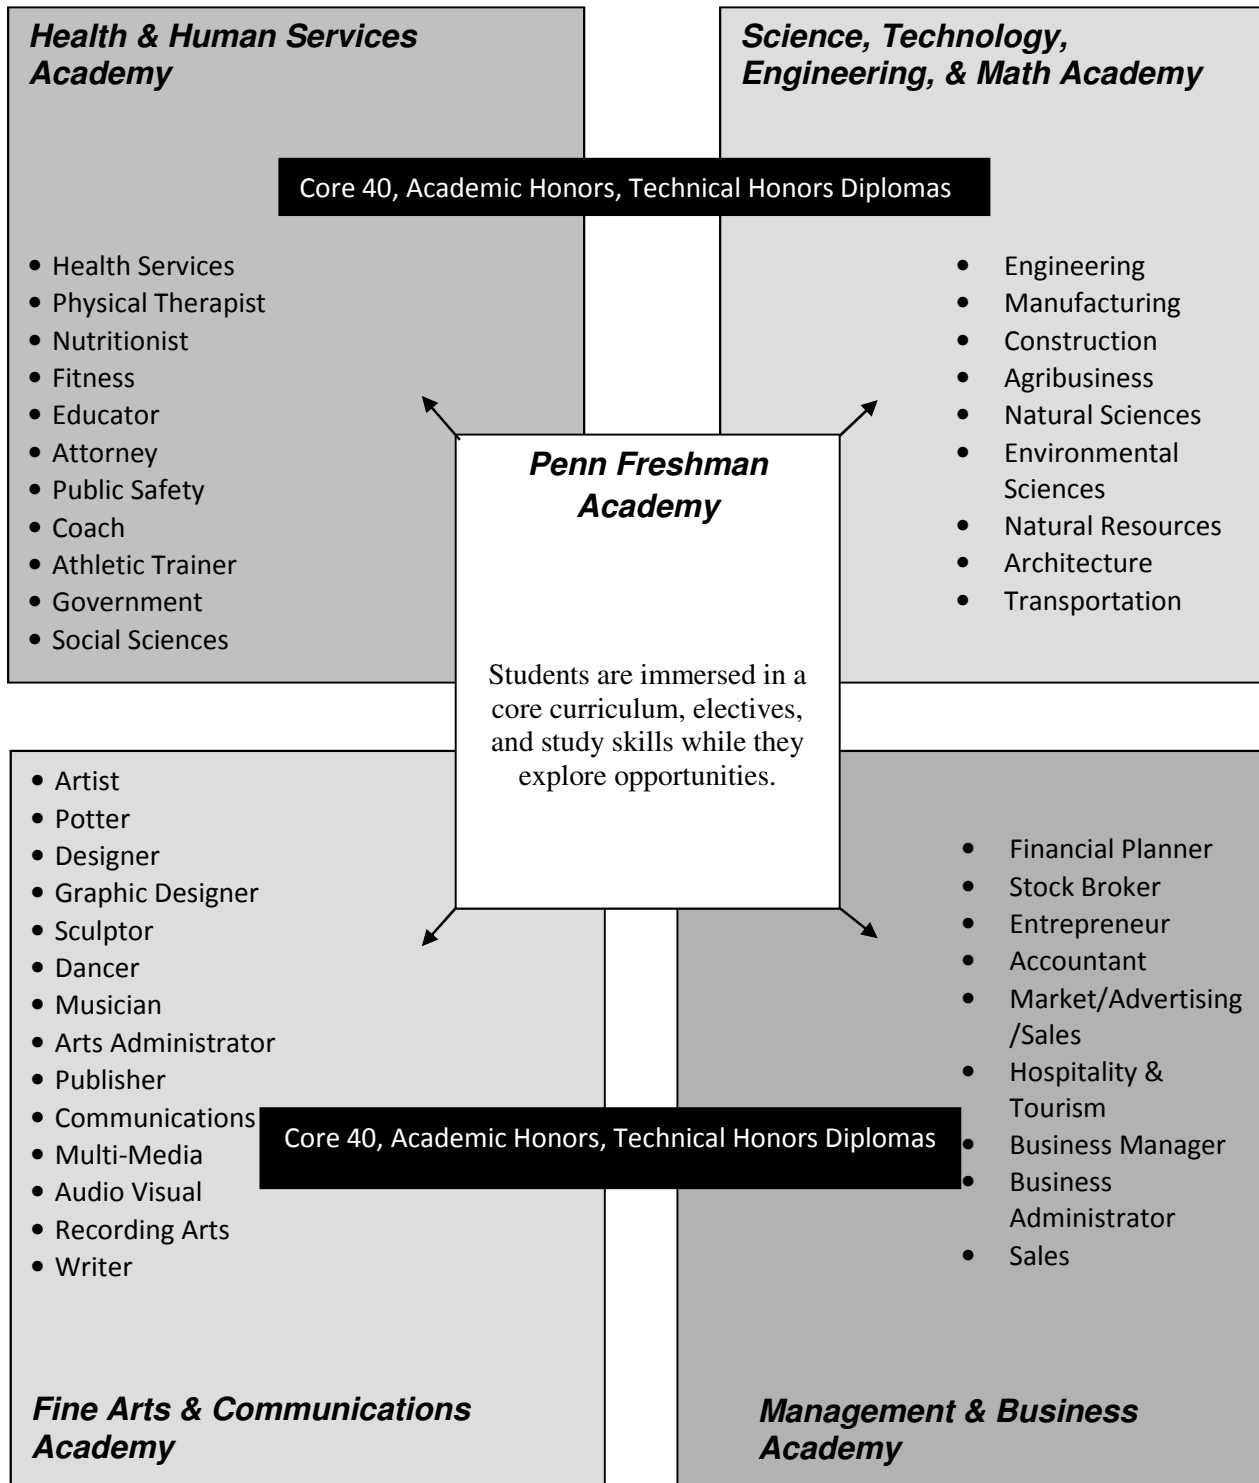 Health & Human Services
Academy
Science, Technology,
Engineering, & Math Academy
Core 40, Academic Honors, Technical Honors Diplomas
• Health Services
• Physical Therapist
• Nutritionist
• Fitness
• Educator
• Attorney
• Public Safety
• Coach
• Athletic Trainer
• Government
• Social Sciences
• Engineering
• Manufacturing
• Construction
• Agribusiness
• Natural Sciences
• Environmental
Sciences
• Natural Resources
• Architecture
• Transportation
Penn Freshman
Academy
Students are immersed in a
core curriculum, electives,
and study skills while they
explore opportunities.
• Artist
• Potter
• Designer
• Graphic Designer
• Sculptor
• Dancer
• Musician
• Arts Administrator
• Publisher
• Communications
• Multi-Media
• Audio Visual
• Recording Arts
• Writer
• Financial Planner
• Stock Broker
• Entrepreneur
• Accountant
• Market/Advertising
/Sales
• Hospitality &
Tourism
• Business Manager
• Business
Administrator
• Sales
Core 40, Academic Honors, Technical Honors Diplomas
Fine Arts & Communications
Academy
Management & Business
Academy